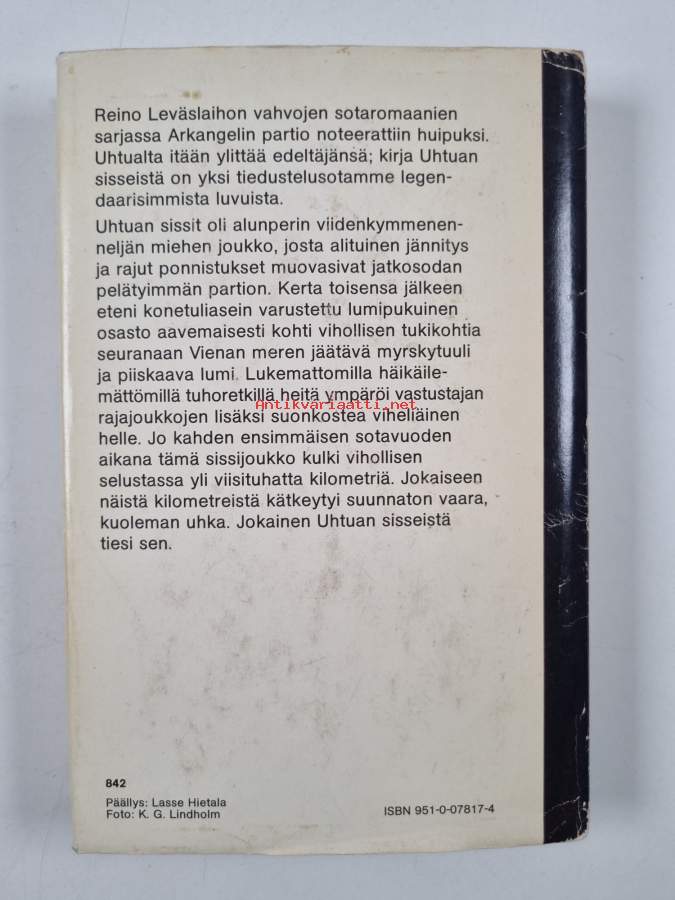 Reino Leväslaihon vahvojen sotaromaanien
sarjassa Arkangelin partio noteerattiin huipuksi.
Uhtualta itään ylittää edeltäjänsä; kirja Uhtuan
sisseistä on yksi tiedustelusotamme legen-
daarisimmista luvuista.
Uhtuan sissit oli alunperin viidenkymmenen-
neljän miehen joukko, josta alituinen jännitys
ja rajut ponnistukset muovasivat jatkosodan
pelätyimmän partion. Kerta toisensa jälkeen
eteni konetuliasein varustettu lumipukuinen
osasto aavemaisesti kohti vihollisen tukikohtia
seuranaan Vienan meren jäätävä myrskytuuli
ja piiskaava lumi. Lukemattomilla häikäile-
mättömillä tuhoretkillä heitä ympäröi vastustajan
Antikvariaatti.net
rajajoukkojen lisäksi suonkostea viheliäinen
helle. Jo kahden ensimmäisen sotavuoden
aikana tämä sissijoukko kulki vihollisen
selustassa yli viisituhatta kilometriä. Jokaiseen
näistä kilometreistä kätkeytyi suunnaton vaara,
kuoleman uhka. Jokainen Uhtuan sisseistä
tiesi sen.
842
Päällys: Lasse Hietala
Foto: K. G. Lindholm
ISBN 951-0-07817-4